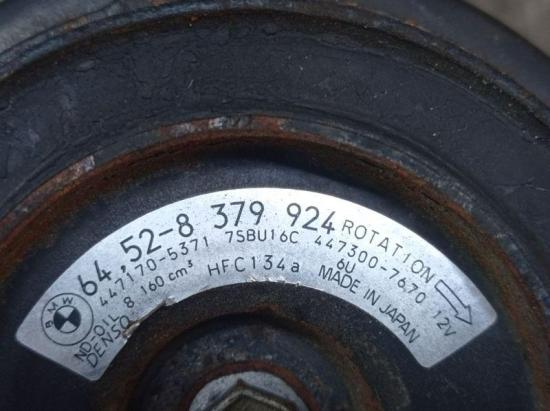 BMW
64,52-8 379 924 ROTATION
447170-5371 7SBU16C 447300-7670 12V
ND-OIL 8 160 cm³ HFC134a 6U
DENSO MADE IN JAPAN